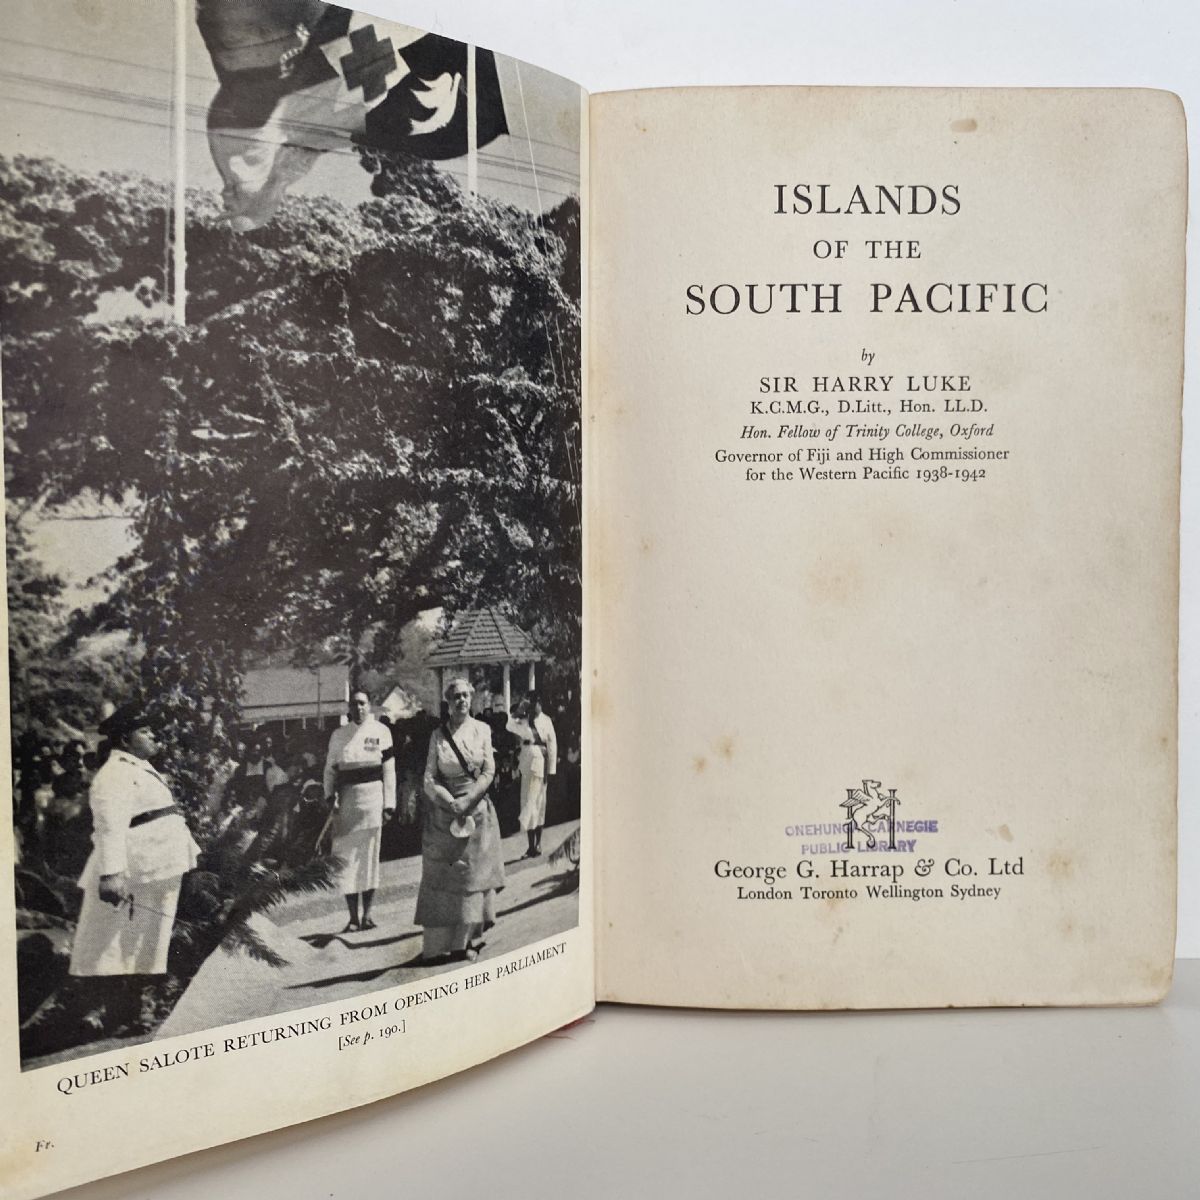 QUEEN SALOTE RETURNING FROM OPENING HER PARLIAMENT
[See p. 190.]
Fr.
ISLANDS
OF THE
SOUTH PACIFIC
by
SIR HARRY LUKE
K.C.M.G., D.Litt., Hon. LL.D.
Hon. Fellow of Trinity College, Oxford
Governor of Fiji and High Commissioner
for the Western Pacific 1938-1942
ONEHUNGA CARNEGIE
PUBLIC LIBRARY
George G. Harrap & Co. Ltd
London Toronto Wellington Sydney